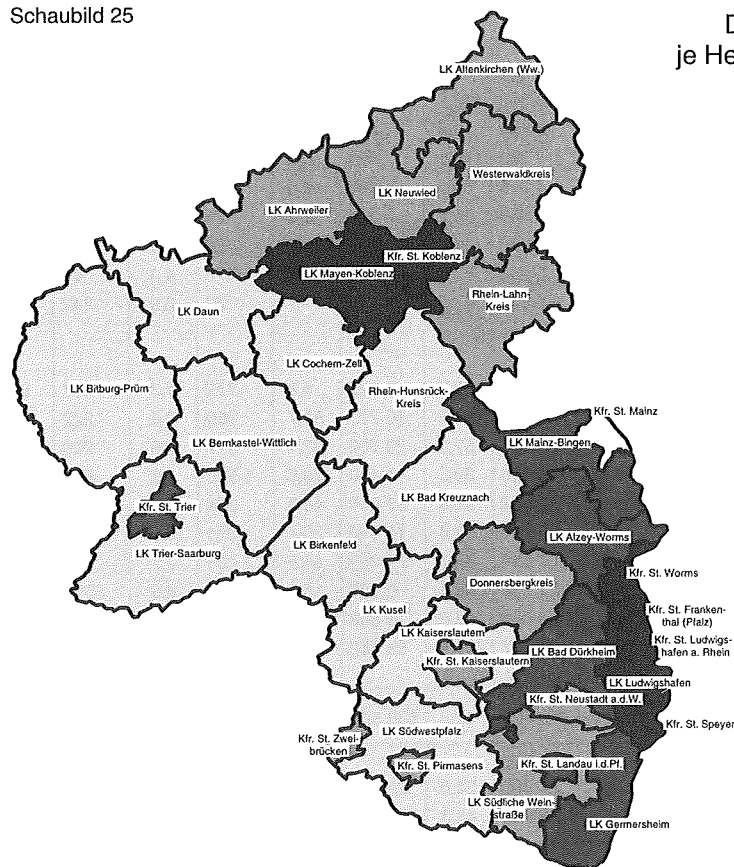 Schaubild 25
D
je He
LK Altenkirchen (Ww.)
Westerwaldkreis
LK Neuwied
LK Ahrweiler
Kfr. St. Koblenz
LK Mayen-Koblenz
Rhein-Lahn-
Kreis
LK Daun
LK Cochem-Zell
LK Bitburg-Prüm
Rhein-Hunsrück-
Kreis
Kfr. St. Mainz
LK Mainz-Bingen
LK Bernkastel-Wittlich
LK Bad Kreuznach
Kfr. St. Trier
LK Alzey-Worms
LK Trier-Saarburg
LK Birkenfeld
Kfr. St. Worms
Donnersbergkreis
LK Kusel
Kfr. St. Franken-
thal (Pfalz)
LK Kaiserslautern
Kfr. St. Ludwigs-
hafen a. Rhein
LK Bad Dürkheim
Kfr. St. Kaiserslautern
LK Ludwigshafen
Kfr. St. Neustadt a.d.W.
Kfr. St. Speyer
LK Südwestpfalz
Kfr. St. Zwei-
brücken
Kfr. St. Pirmasens
Kfr. St. Landau i.d.Pf.
LK Südliche Wein-
straße
LK Germersheim